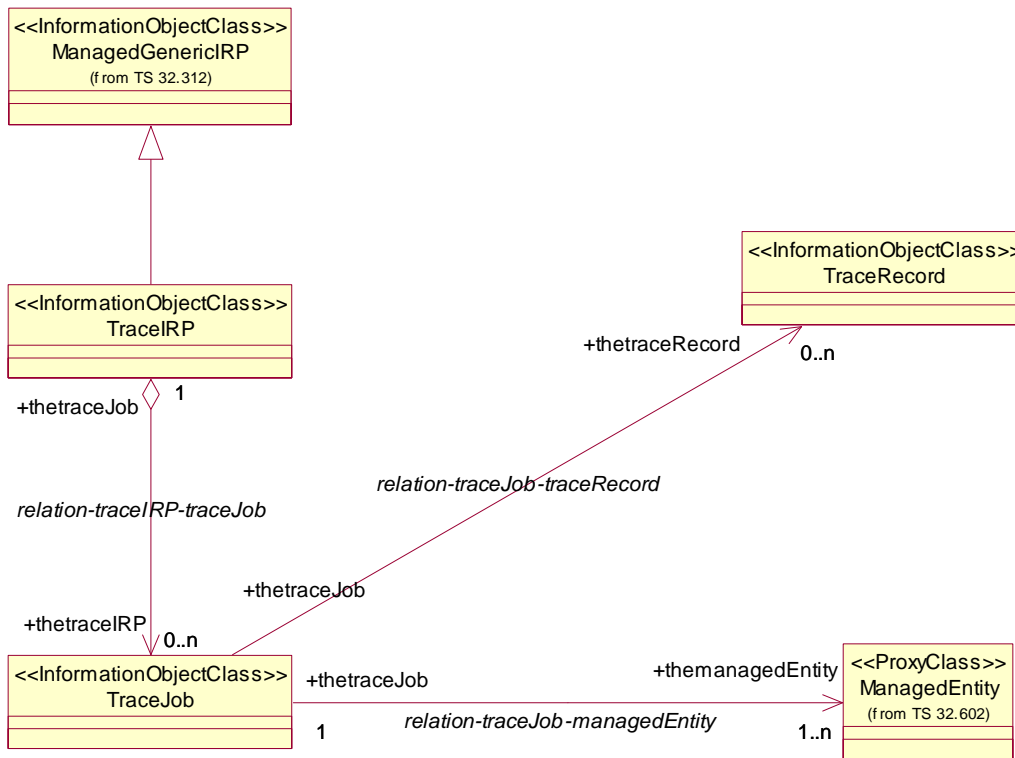 <<InformationObjectClass>>
ManagedGenericIRP
(from TS 32.312)
<<InformationObjectClass>>
TraceRecord
<<InformationObjectClass>>
TraceIRP
+thetraceRecord
0..n
1
+thetraceJob
relation-traceJob-traceRecord
relation-traceIRP-traceJob
+thetraceJob
+thetraceIRP
0..n
<<InformationObjectClass>>
TraceJob
+thetraceJob
1
relation-traceJob-managedEntity
+themanagedEntity
1..n
<<ProxyClass>>
ManagedEntity
(from TS 32.602)